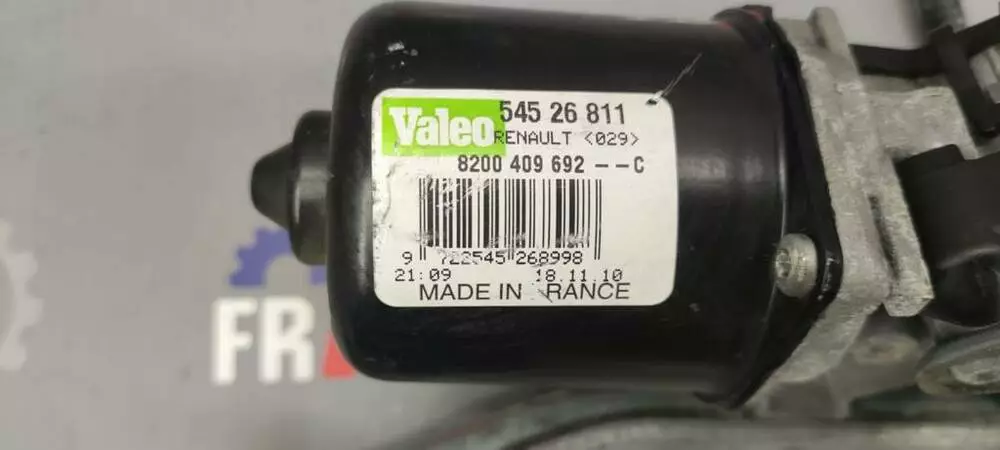 Valeo 545 26 811
RENAULT <029>
8200 409 692 --C
9 722545 268998
21:09 18.11.10
MADE IN RANCE
FR